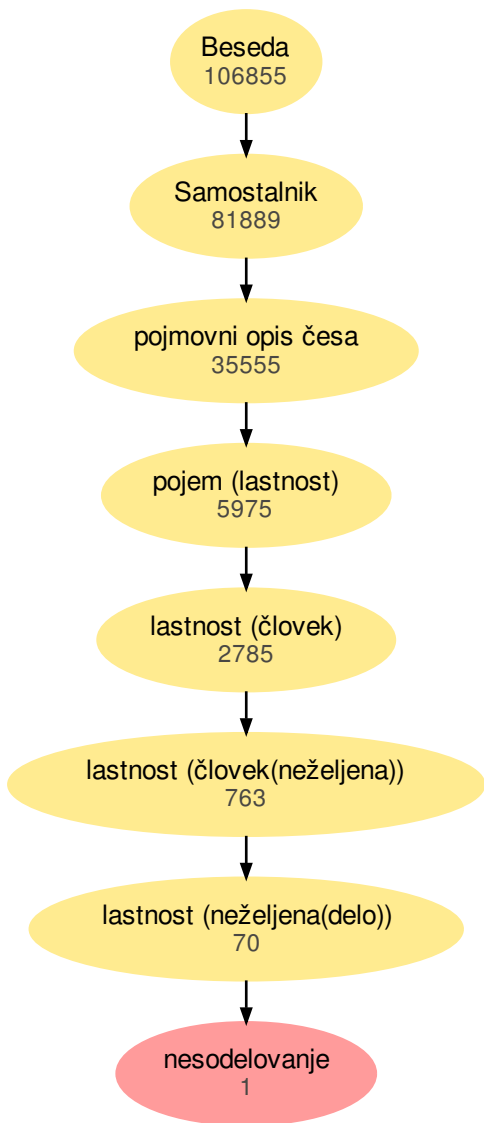 Beseda
106855
Samostalnik
81889
pojmovni opis česa
35555
pojem (lastnost)
5975
lastnost (človek)
2785
lastnost (človek(neželjena))
763
lastnost (neželjena(delo))
70
nesodelovanje
1